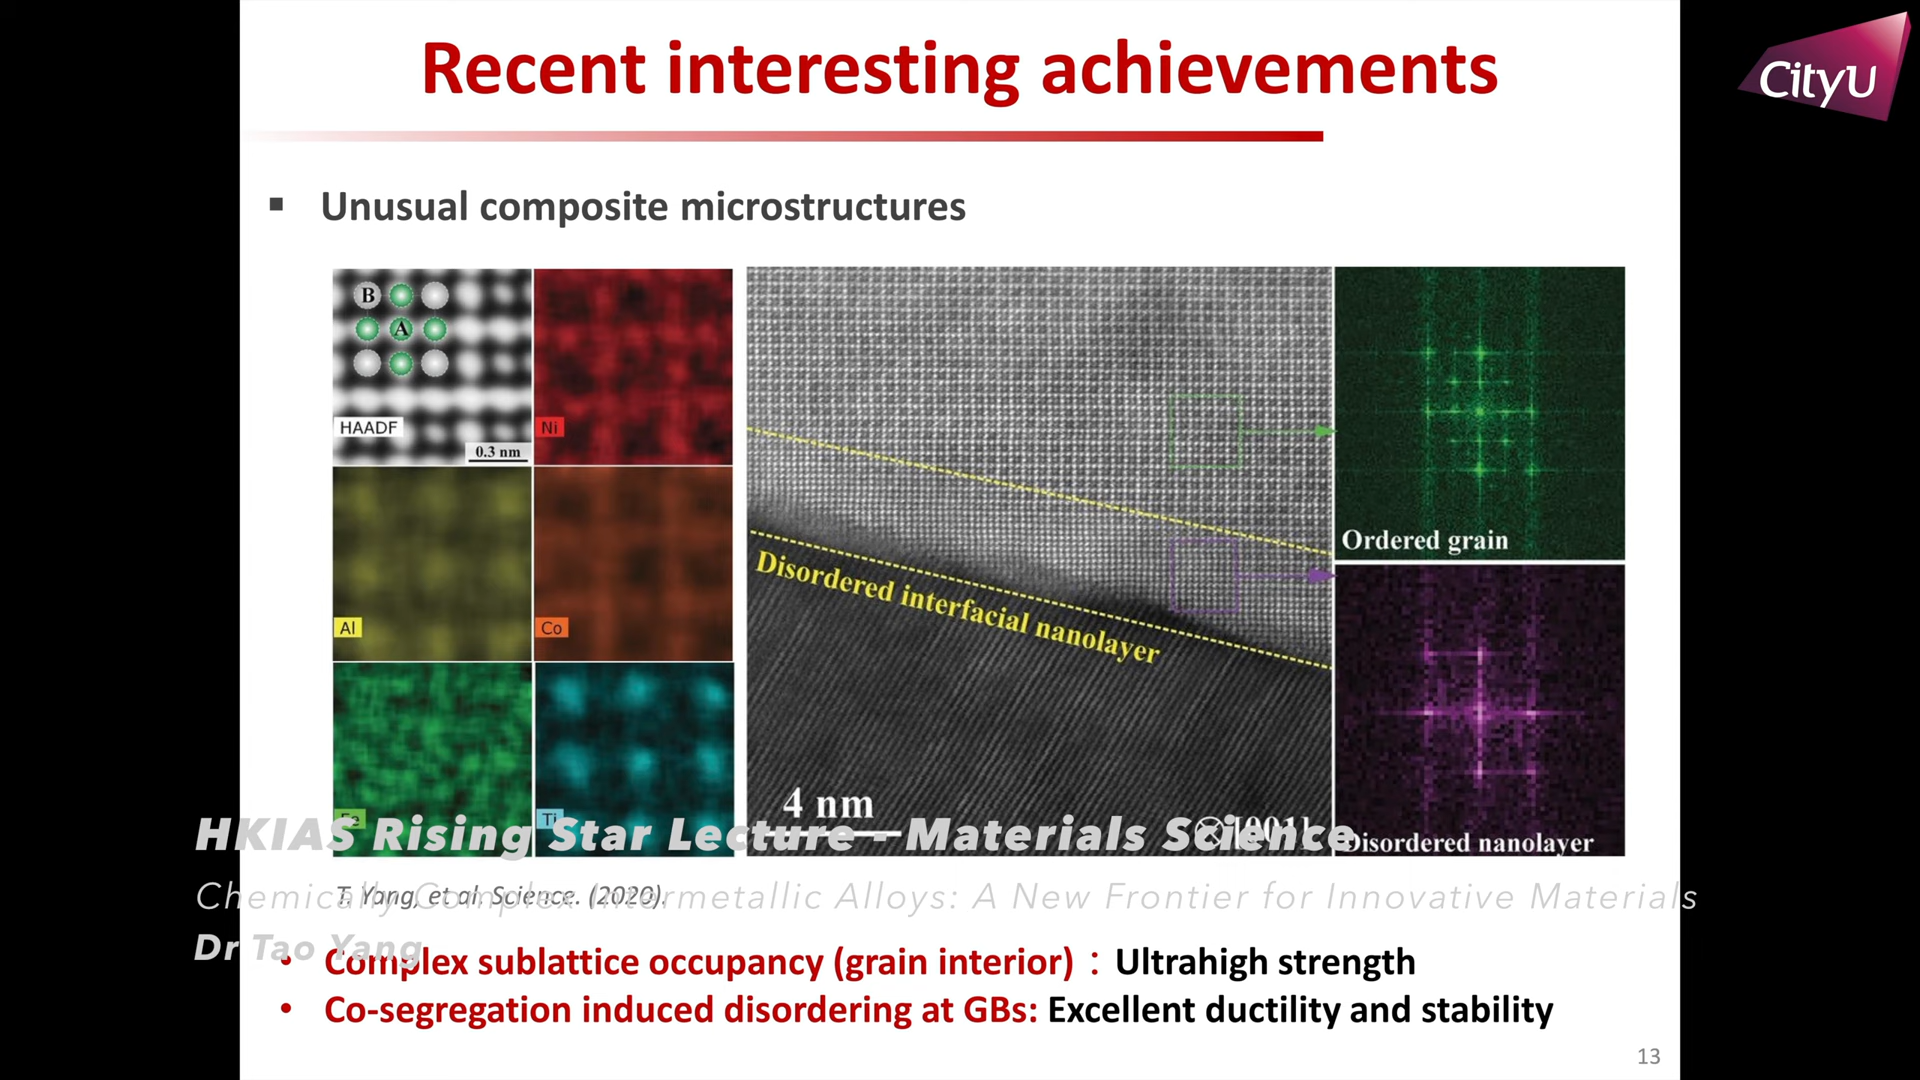 Recent interesting achievements
CityU
▪ Unusual composite microstructures
B
A
HAADF
0.3 nm
Ni
Al
Co
Fe
Ti
Disordered interfacial nanolayer
4 nm
[001]
Ordered grain
Disordered nanolayer
HKIAS Rising Star Lecture - Materials Science
T. Yang, et al. Science. (2020).
Chemically Complex Intermetallic Alloys: A New Frontier for Innovative Materials
Dr Tao Yang
• Complex sublattice occupancy (grain interior)：Ultrahigh strength
• Co-segregation induced disordering at GBs: Excellent ductility and stability
13